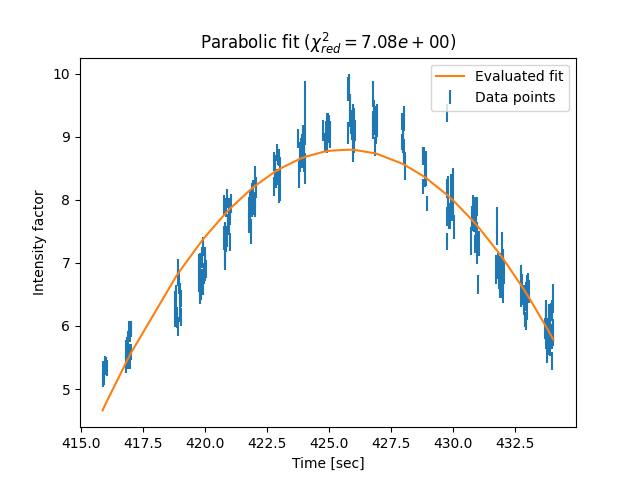 Parabolic fit (χ²_red = 7.08e + 00)
Evaluated fit
Data points
10
9
8
7
6
5
Intensity factor
415.0 417.5 420.0 422.5 425.0 427.5 430.0 432.5
Time [sec]